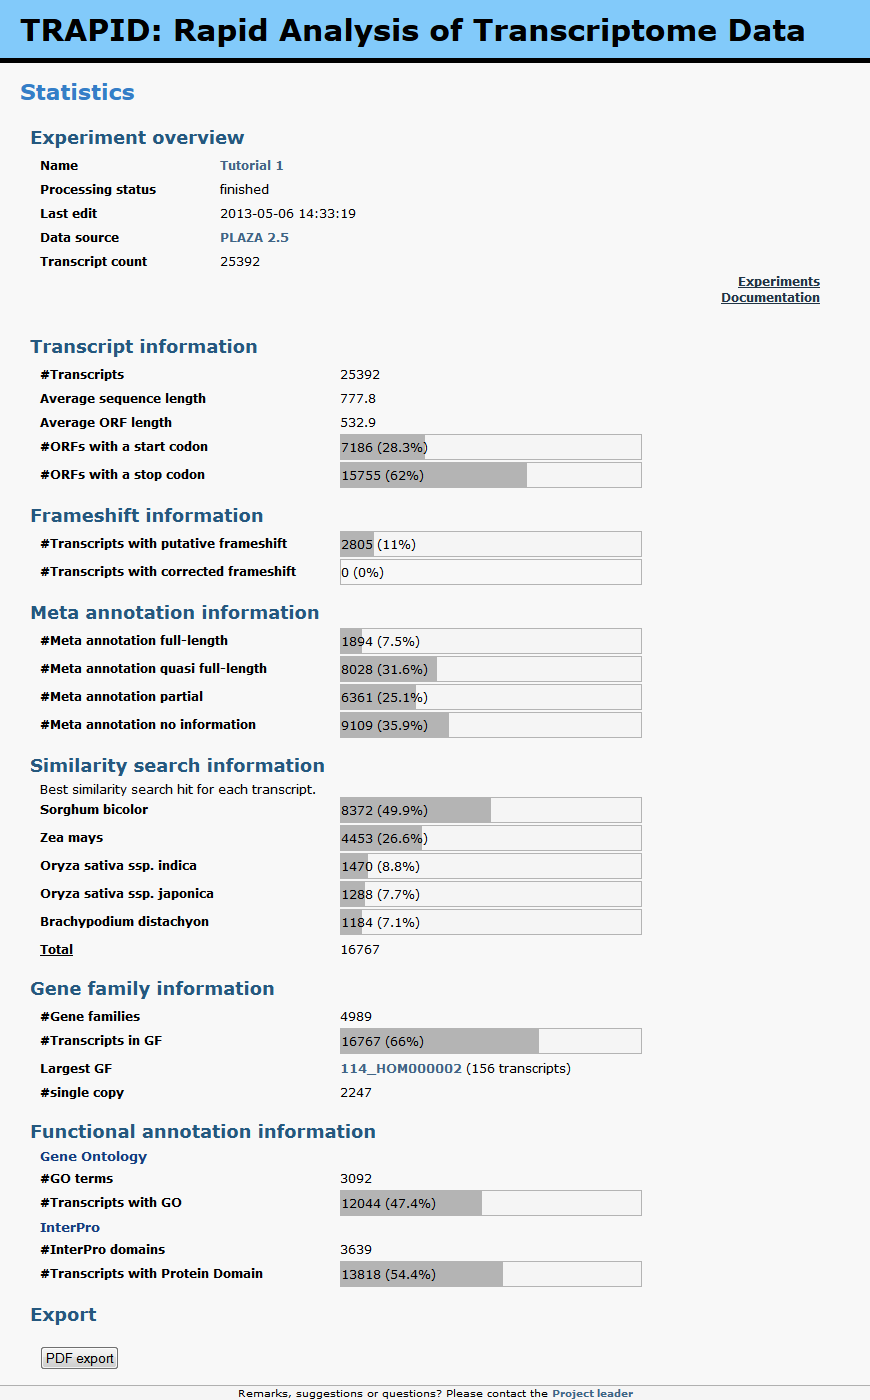 TRAPID: Rapid Analysis of Transcriptome Data
Statistics
Experiment overview
Name Tutorial 1
Processing status finished
Last edit 2013-05-06 14:33:19
Data source PLAZA 2.5
Transcript count 25392
Experiments
Documentation
Transcript information
#Transcripts 25392
Average sequence length 777.8
Average ORF length 532.9
#ORFs with a start codon 7186 (28.3%)
#ORFs with a stop codon 15755 (62%)
Frameshift information
#Transcripts with putative frameshift 2805 (11%)
#Transcripts with corrected frameshift 0 (0%)
Meta annotation information
#Meta annotation full-length 1894 (7.5%)
#Meta annotation quasi full-length 8028 (31.6%)
#Meta annotation partial 6361 (25.1%)
#Meta annotation no information 9109 (35.9%)
Similarity search information
Best similarity search hit for each transcript.
Sorghum bicolor 8372 (49.9%)
Zea mays 4453 (26.6%)
Oryza sativa ssp. indica 1470 (8.8%)
Oryza sativa ssp. japonica 1288 (7.7%)
Brachypodium distachyon 1184 (7.1%)
Total 16767
Gene family information
#Gene families 4989
#Transcripts in GF 16767 (66%)
Largest GF 114_HOM000002 (156 transcripts)
#single copy 2247
Functional annotation information
Gene Ontology
#GO terms 3092
#Transcripts with GO 12044 (47.4%)
InterPro
#InterPro domains 3639
#Transcripts with Protein Domain 13818 (54.4%)
Export
PDF export
Remarks, suggestions or questions? Please contact the Project leader